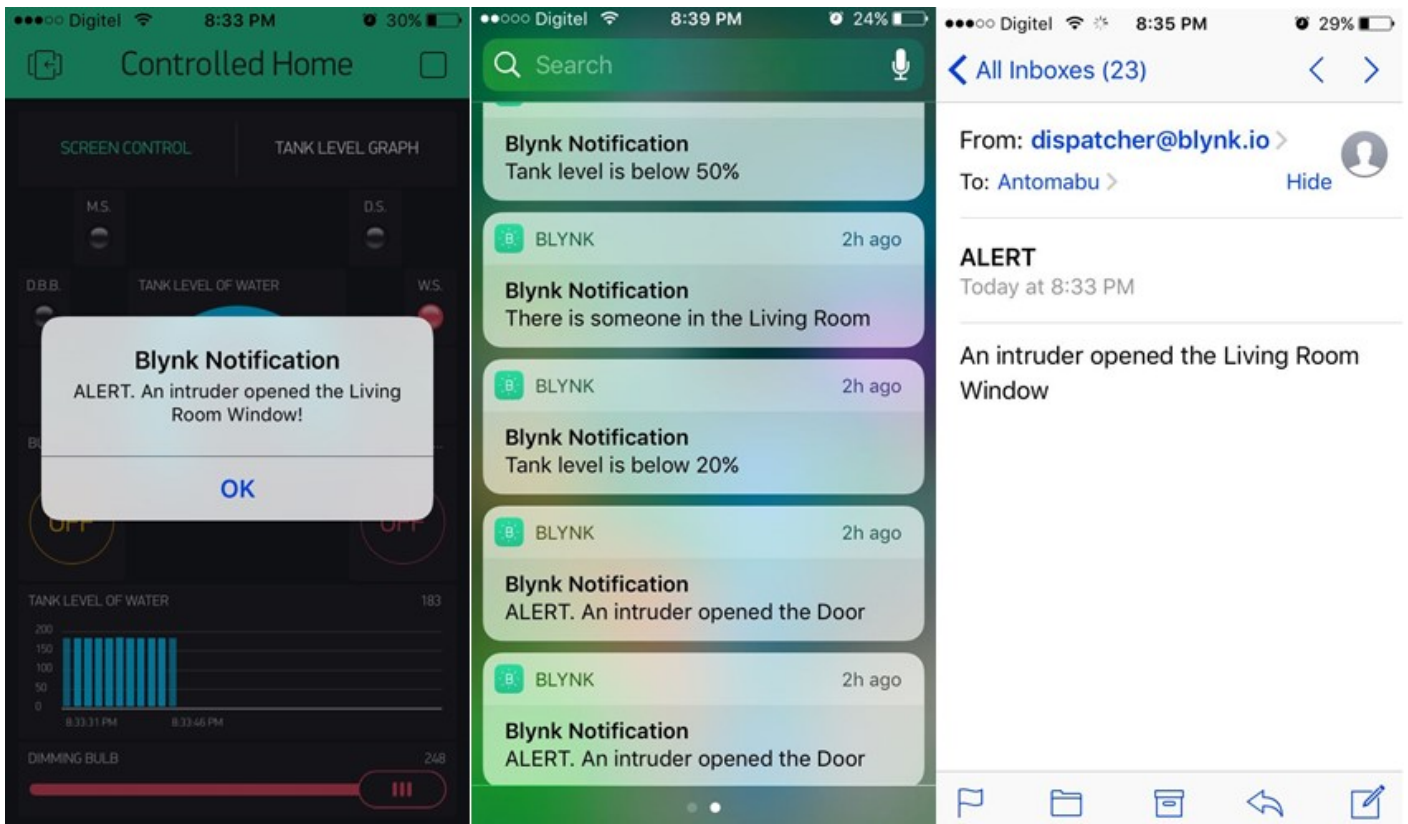 Digitel 8:33 PM 30%
Controlled Home
SCREEN CONTROL TANK LEVEL GRAPH
M.S. D.S.
D.B.B. TANK LEVEL OF WATER W.S.
Blynk Notification
ALERT. An intruder opened the Living
Room Window!
OK
OFF OFF
TANK LEVEL OF WATER 183
200
150
100
50
0
8:33:31 PM 8:33:46 PM
DIMMING BULB 248
Digitel 8:39 PM 24%
Search
Blynk Notification
Tank level is below 50%
BLYNK 2h ago
Blynk Notification
There is someone in the Living Room
BLYNK 2h ago
Blynk Notification
Tank level is below 20%
BLYNK 2h ago
Blynk Notification
ALERT. An intruder opened the Door
BLYNK 2h ago
Blynk Notification
ALERT. An intruder opened the Door
Digitel 8:35 PM 29%
All Inboxes (23)
From: dispatcher@blynk.io
To: Antomabu Hide
ALERT
Today at 8:33 PM
An intruder opened the Living Room
Window